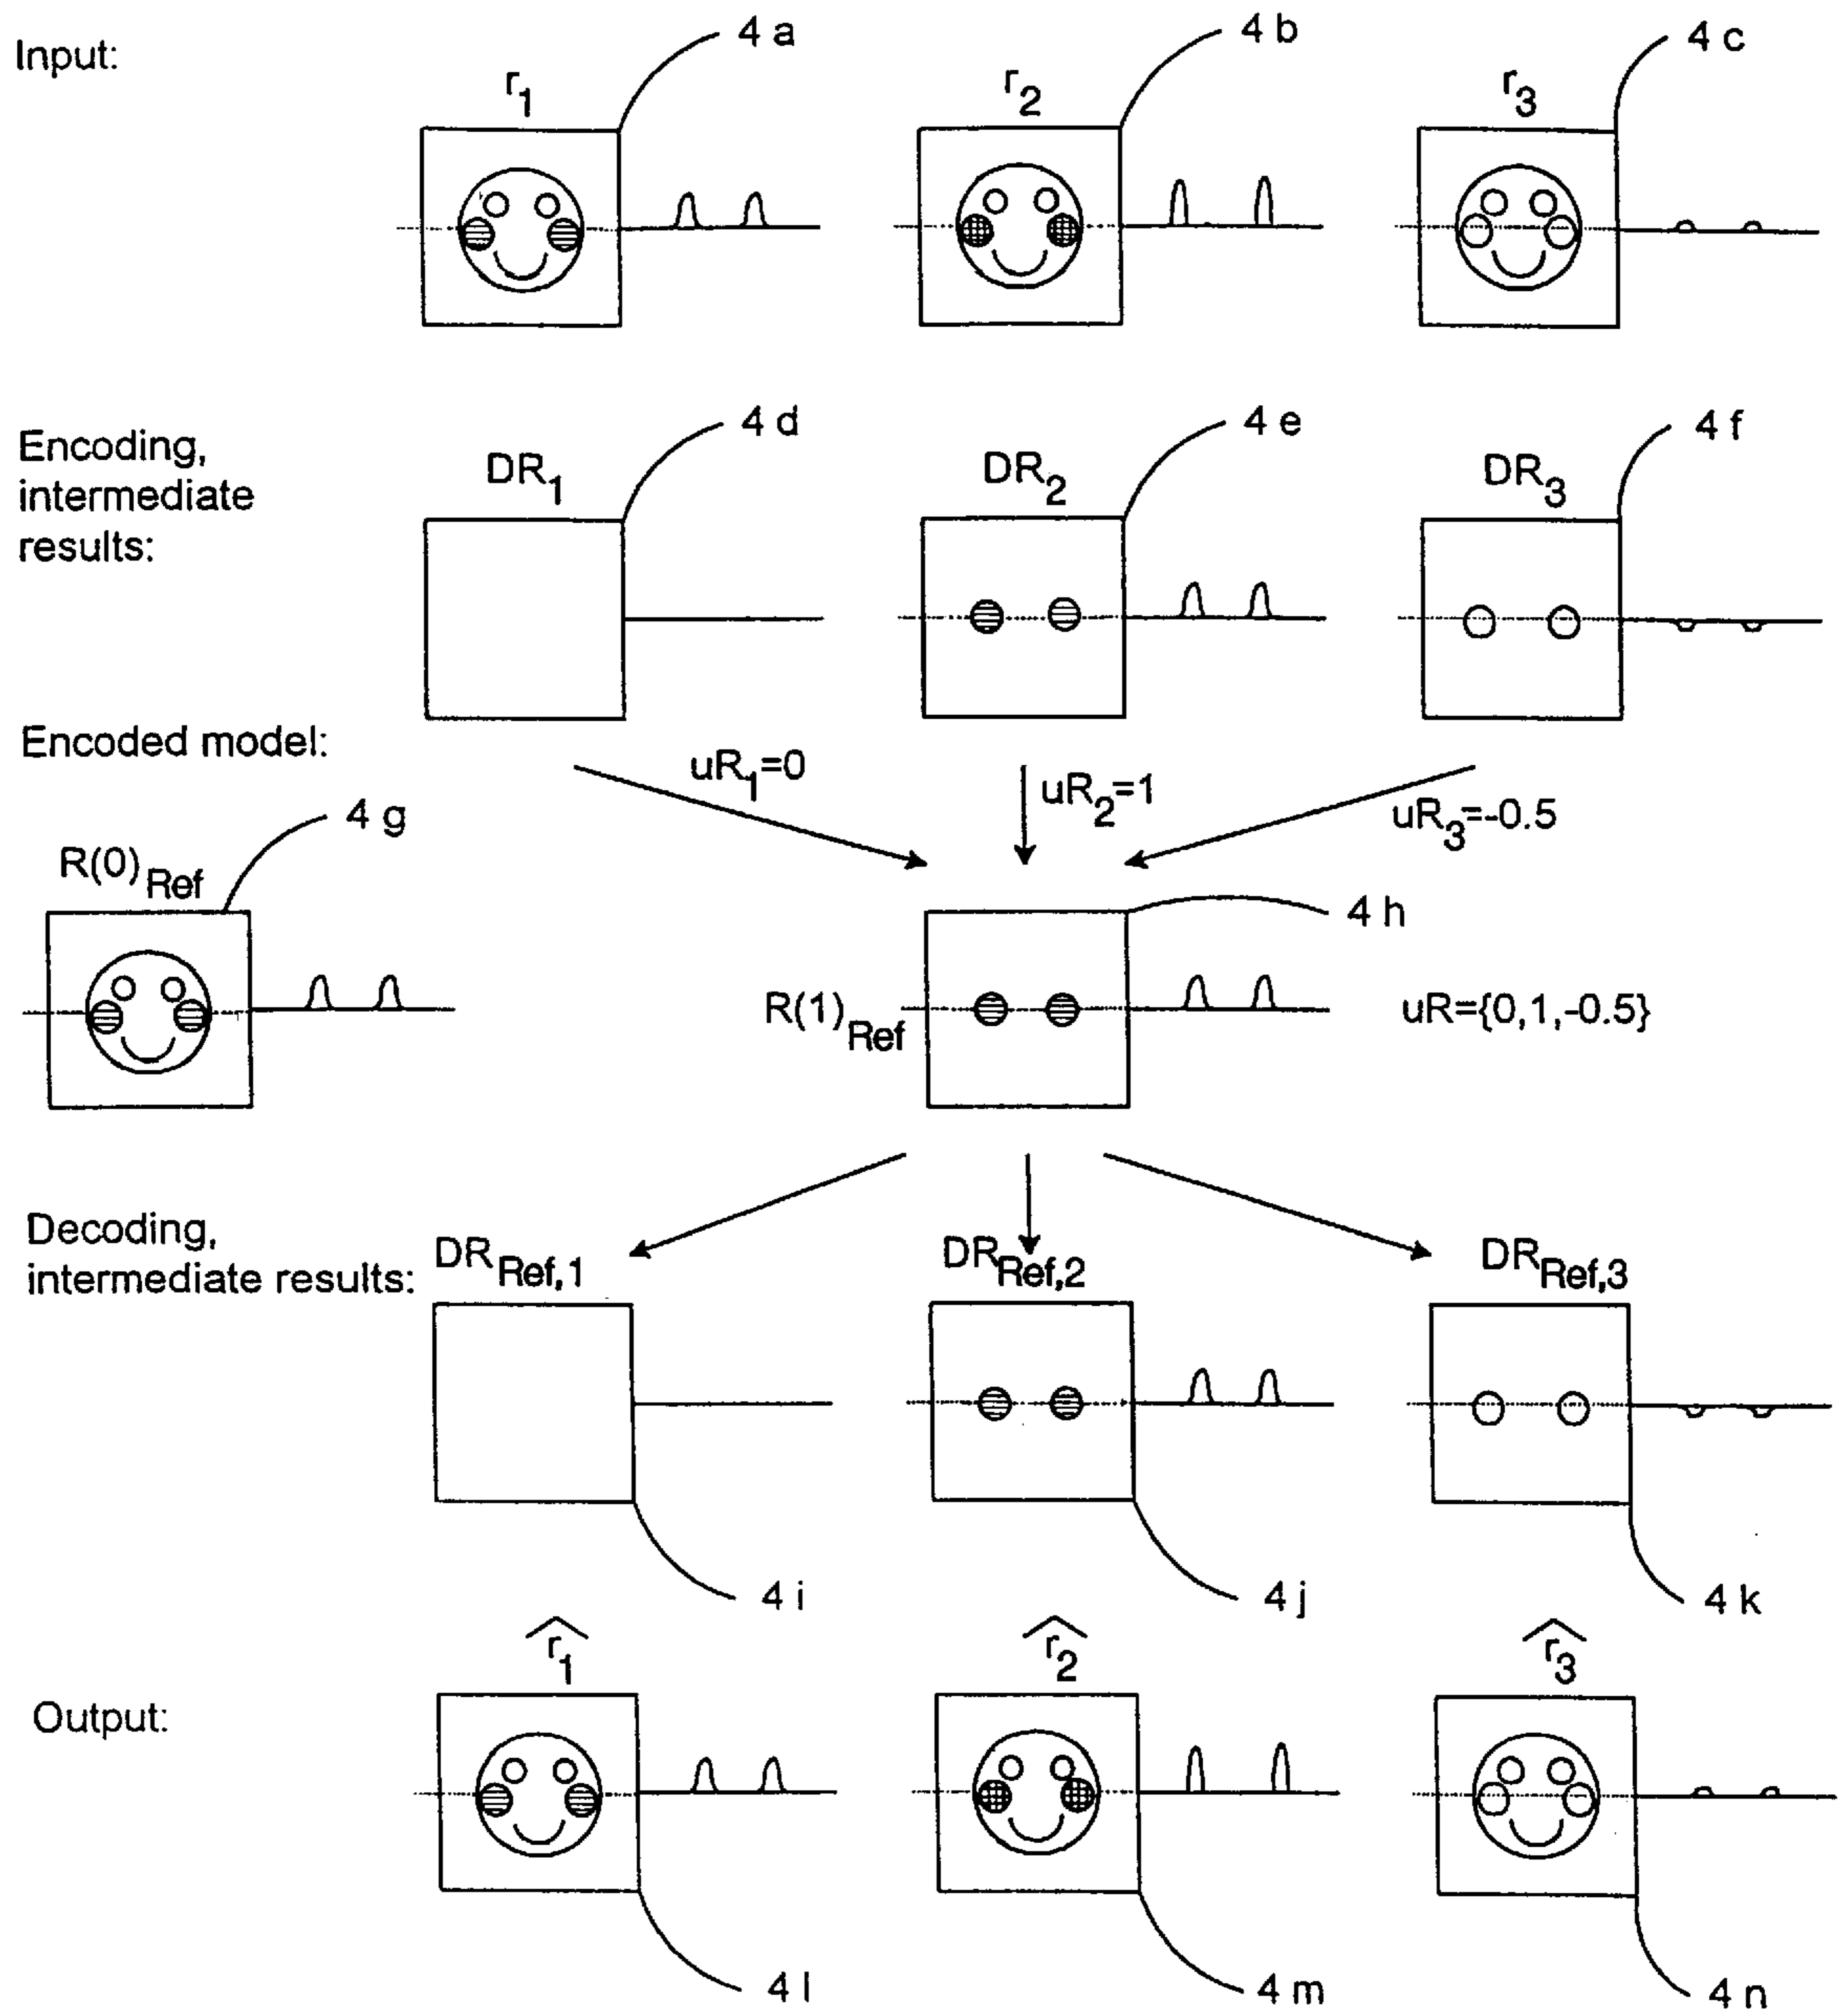 Input:
4 a
4 b
4 c
r1
r2
r3
Encoding,
intermediate
results:
4 d
4 e
4 f
DR1
DR2
DR3
Encoded model:
uR1=0
uR2=1
uR3=-0.5
4 g
R(0)Ref
4 h
R(1)Ref
uR={0,1,-0.5}
Decoding,
intermediate results:
DRRef,1
DRRef,2
DRRef,3
4 i
4 j
4 k
r̂1
r̂2
r̂3
Output:
4 l
4 m
4 n